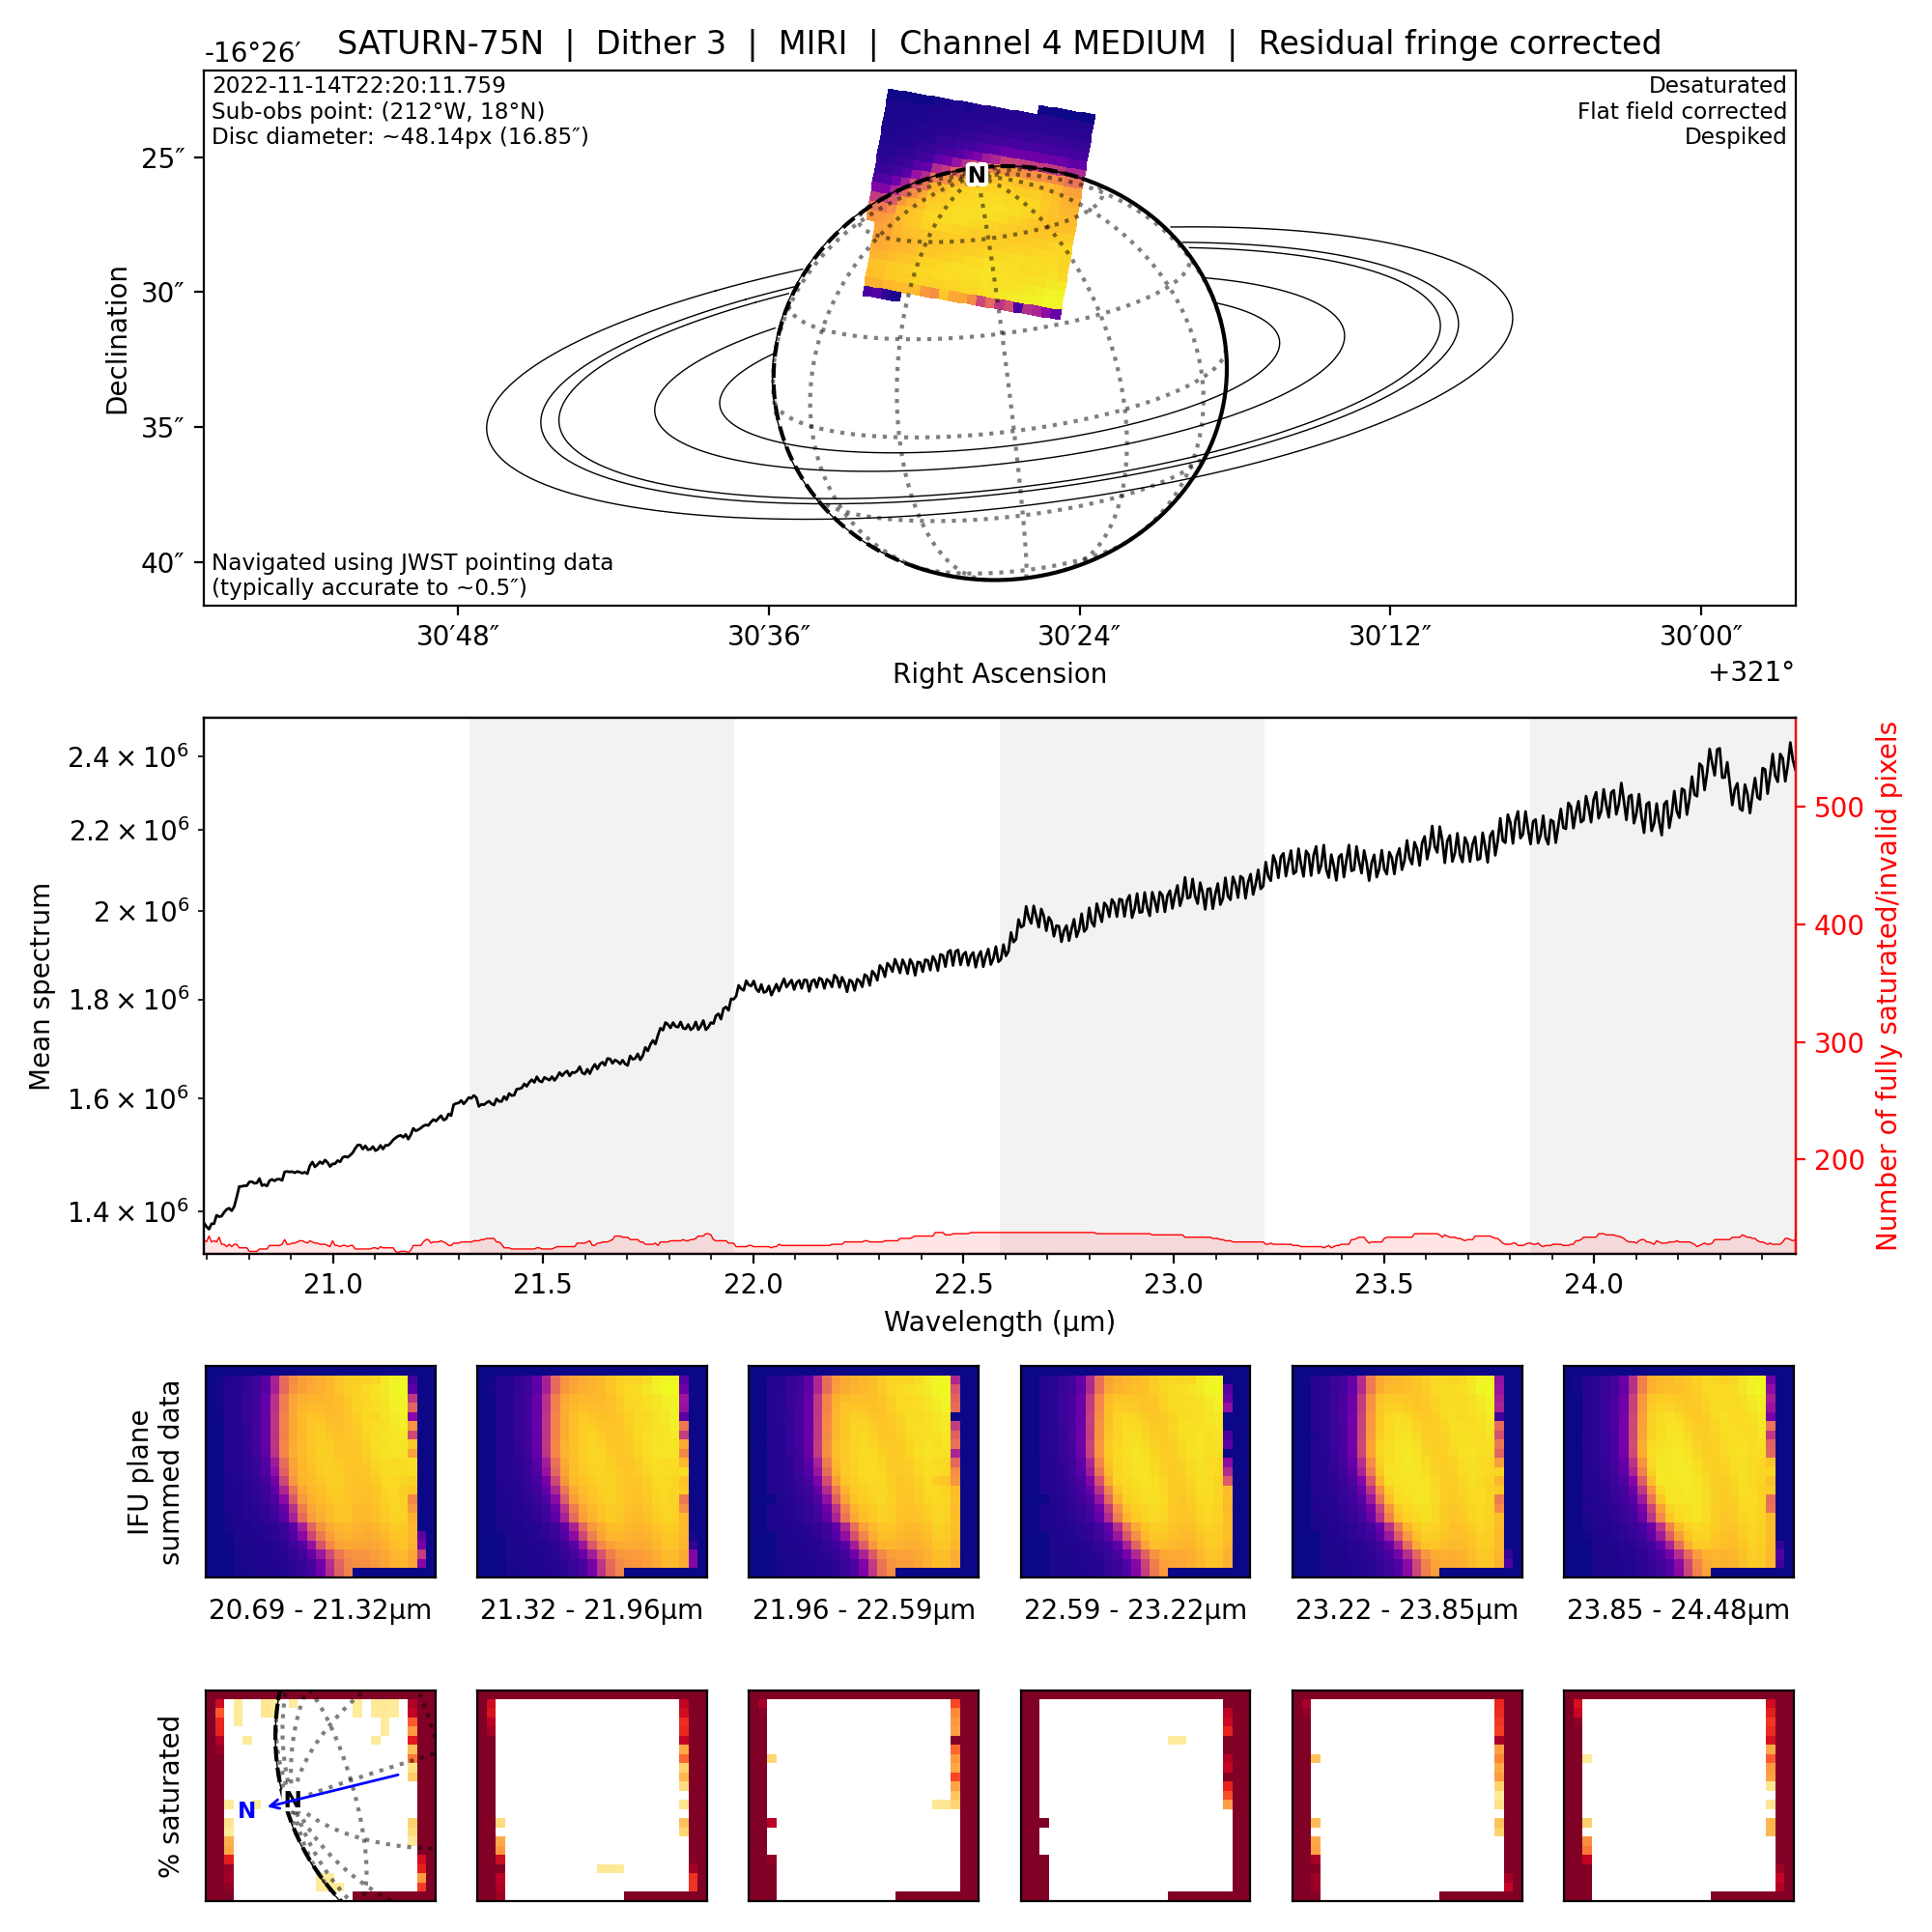 SATURN-75N | Dither 3 | MIRI | Channel 4 MEDIUM | Residual fringe corrected
-16°26′
2022-11-14T22:20:11.759
Sub-obs point: (212°W, 18°N)
Disc diameter: ~48.14px (16.85″)
Desaturated
Flat field corrected
Despiked
N
25″
30″
35″
40″
Declination
Navigated using JWST pointing data
(typically accurate to ~0.5″)
30′48″
30′36″
30′24″
30′12″
30′00″
Right Ascension
+321°
2.4 × 10⁶
2.2 × 10⁶
2 × 10⁶
1.8 × 10⁶
1.6 × 10⁶
1.4 × 10⁶
Mean spectrum
500
400
300
200
Number of fully saturated/invalid pixels
21.0
21.5
22.0
22.5
23.0
23.5
24.0
Wavelength (µm)
IFU plane
summed data
20.69 - 21.32µm
21.32 - 21.96µm
21.96 - 22.59µm
22.59 - 23.22µm
23.22 - 23.85µm
23.85 - 24.48µm
% saturated
N
N